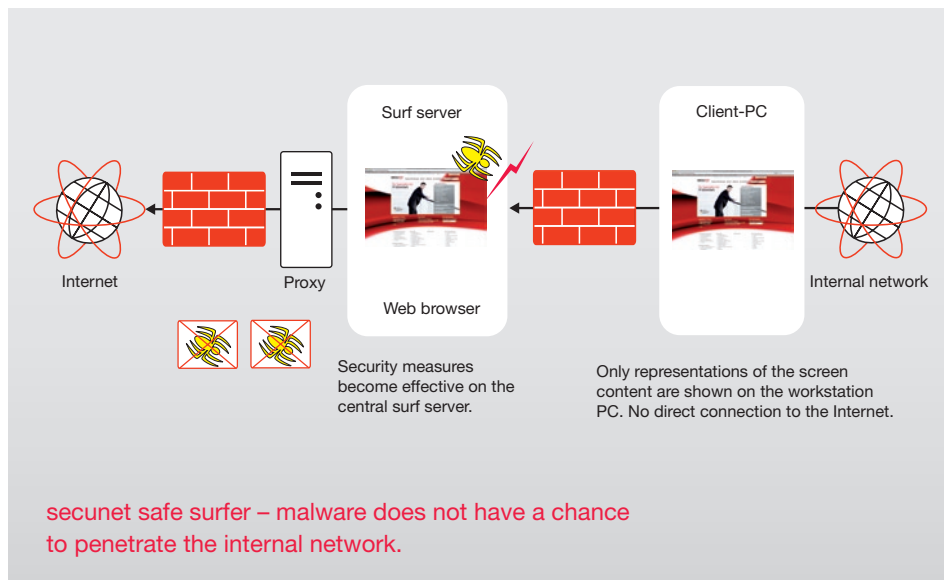 Surf server
Client-PC
Internet
Proxy
Internal network
Web browser
Security measures
become effective on the
central surf server.
Only representations of the screen
content are shown on the workstation
PC. No direct connection to the Internet.
secunet safe surfer – malware does not have a chance
to penetrate the internal network.